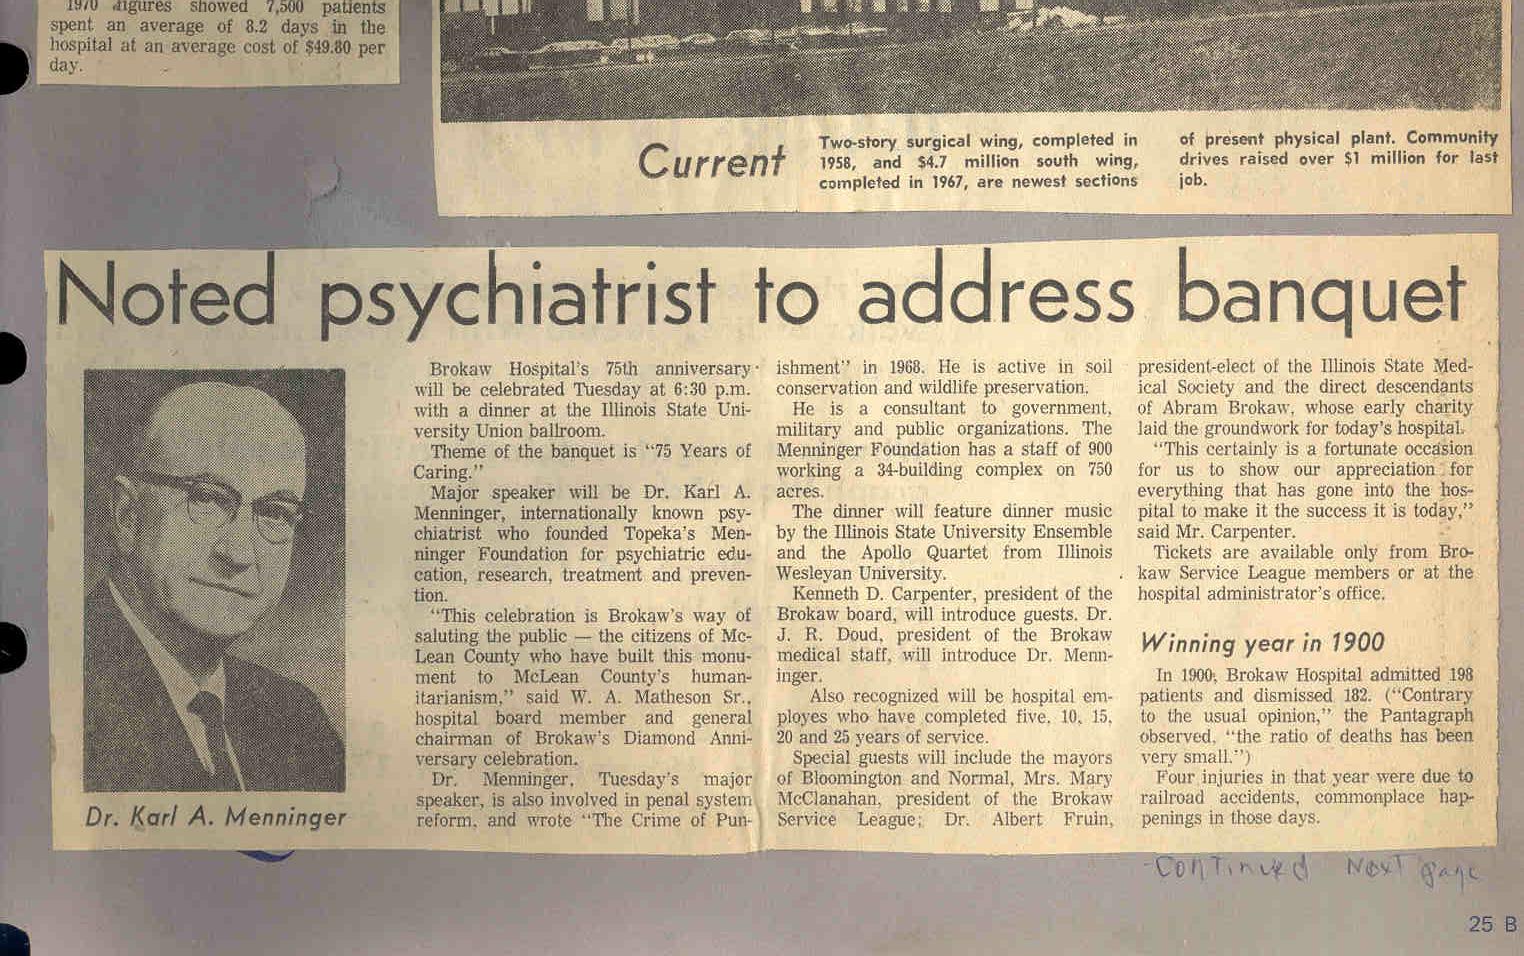 1970 figures showed 7,500 patients
spent an average of 8.2 days in the
hospital at an average cost of $49.80 per
day.
Current
Two-story surgical wing, completed in
1958, and $4.7 million south wing,
completed in 1967, are newest sections
of present physical plant. Community
drives raised over $1 million for last
job.
Noted psychiatrist to address banquet
Dr. Karl A. Menninger
Brokaw Hospital's 75th anniversary
will be celebrated Tuesday at 6:30 p.m.
with a dinner at the Illinois State Uni-
versity Union ballroom.
Theme of the banquet is "75 Years of
Caring."
Major speaker will be Dr. Karl A.
Menninger, internationally known psy-
chiatrist who founded Topeka's Men-
ninger Foundation for psychiatric edu-
cation, research, treatment and preven-
tion.
"This celebration is Brokaw's way of
saluting the public — the citizens of Mc-
Lean County who have built this monu-
ment to McLean County's human-
itarianism," said W. A. Matheson Sr.,
hospital board member and general
chairman of Brokaw's Diamond Anni-
versary celebration.
Dr. Menninger, Tuesday's major
speaker, is also involved in penal system
reform, and wrote "The Crime of Pun-
ishment" in 1968. He is active in soil
conservation and wildlife preservation.
He is a consultant to government,
military and public organizations. The
Menninger Foundation has a staff of 900
working a 34-building complex on 750
acres.
The dinner will feature dinner music
by the Illinois State University Ensemble
and the Apollo Quartet from Illinois
Wesleyan University.
Kenneth D. Carpenter, president of the
Brokaw board, will introduce guests. Dr.
J. R. Doud, president of the Brokaw
medical staff, will introduce Dr. Menn-
inger.
Also recognized will be hospital em-
ployes who have completed five, 10, 15,
20 and 25 years of service.
Special guests will include the mayors
of Bloomington and Normal, Mrs. Mary
McClanahan, president of the Brokaw
Service League; Dr. Albert Fruin,
president-elect of the Illinois State Med-
ical Society and the direct descendants
of Abram Brokaw, whose early charity
laid the groundwork for today's hospital.
"This certainly is a fortunate occasion
for us to show our appreciation for
everything that has gone into the hos-
pital to make it the success it is today,"
said Mr. Carpenter.
Tickets are available only from Bro-
kaw Service League members or at the
hospital administrator's office.
Winning year in 1900
In 1900, Brokaw Hospital admitted 198
patients and dismissed 182. ("Contrary
to the usual opinion," the Pantagraph
observed, "the ratio of deaths has been
very small.")
Four injuries in that year were due to
railroad accidents, commonplace hap-
penings in those days.
Continued Next page
25 B